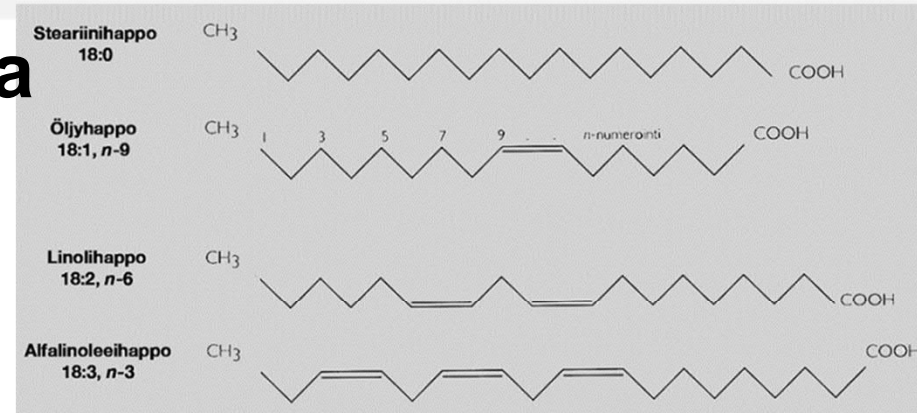 a
Steariinihappo
18:0
CH3
COOH
Öljyhappo
18:1, n-9
CH3
1 3 5 7 9 . . n-numerointi
COOH
Linolihappo
18:2, n-6
CH3
COOH
Alfalinoleeihappo
18:3, n-3
CH3
COOH